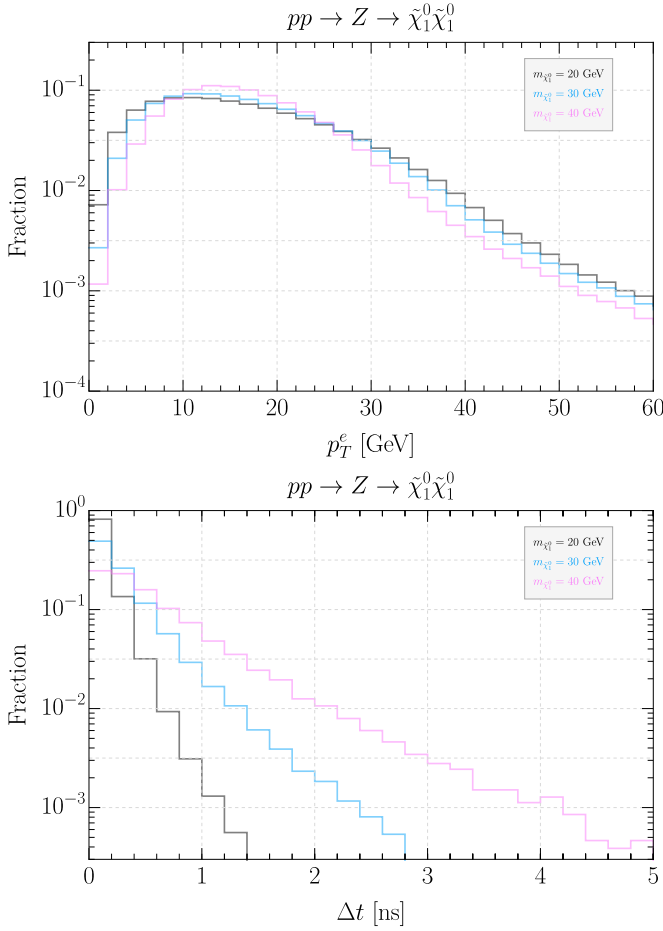 pp → Z → χ̃₁⁰χ̃₁⁰
10⁻¹
10⁻²
10⁻³
10⁻⁴
Fraction
m_χ̃₁⁰ = 20 GeV
m_χ̃₁⁰ = 30 GeV
m_χ̃₁⁰ = 40 GeV
0 10 20 30 40 50 60
p_T^e [GeV]
pp → Z → χ̃₁⁰χ̃₁⁰
10⁰
10⁻¹
10⁻²
10⁻³
Fraction
m_χ̃₁⁰ = 20 GeV
m_χ̃₁⁰ = 30 GeV
m_χ̃₁⁰ = 40 GeV
0 1 2 3 4 5
Δt [ns]